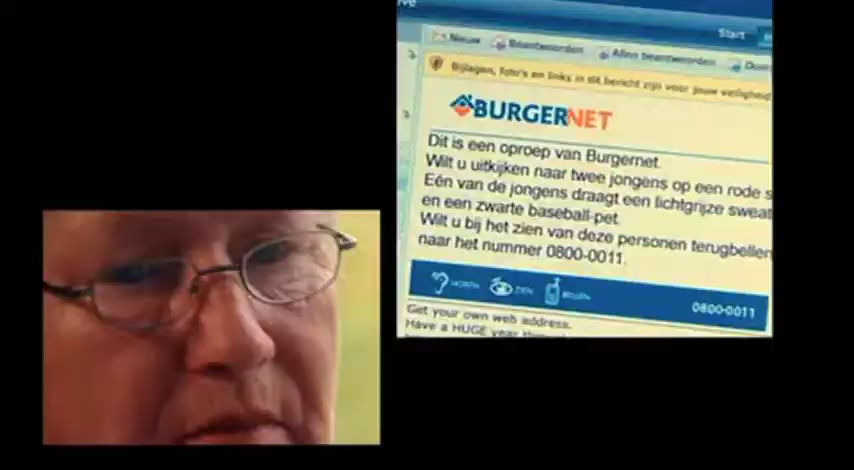 Start
Nieuw Beantwoorden Allen beantwoorden
Bijlagen, foto's en links in dit bericht zijn voor jouw veiligheid
BURGERNET
Dit is een oproep van Burgernet.
Wilt u uitkijken naar twee jongens op een rode s
Eén van de jongens draagt een lichtgrijze sweat
en een zwarte baseball-pet.
Wilt u bij het zien van deze personen terugbellen
naar het nummer 0800-0011.
HOREN ZIEN BELLEN 0800-0011
Get your own web address.
Have a HUGE year